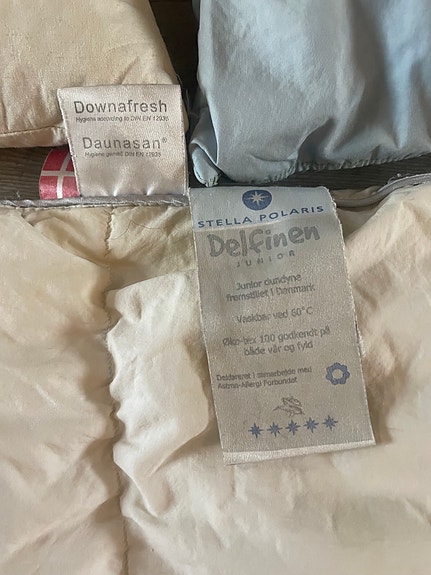 Downafresh
Hygiene according to DIN EN 12935
Daunasan®
Hygiene gemäß DIN EN 12935
STELLA POLARIS
Delfinen
JUNIOR
Junior dundyne
fremstillet i Danmark
Vaskbar ved 60°C
Øko-tex 100 godkendt på
både vår og fyld
Deklareret i samarbejde med
Astma-Allergi Forbundet